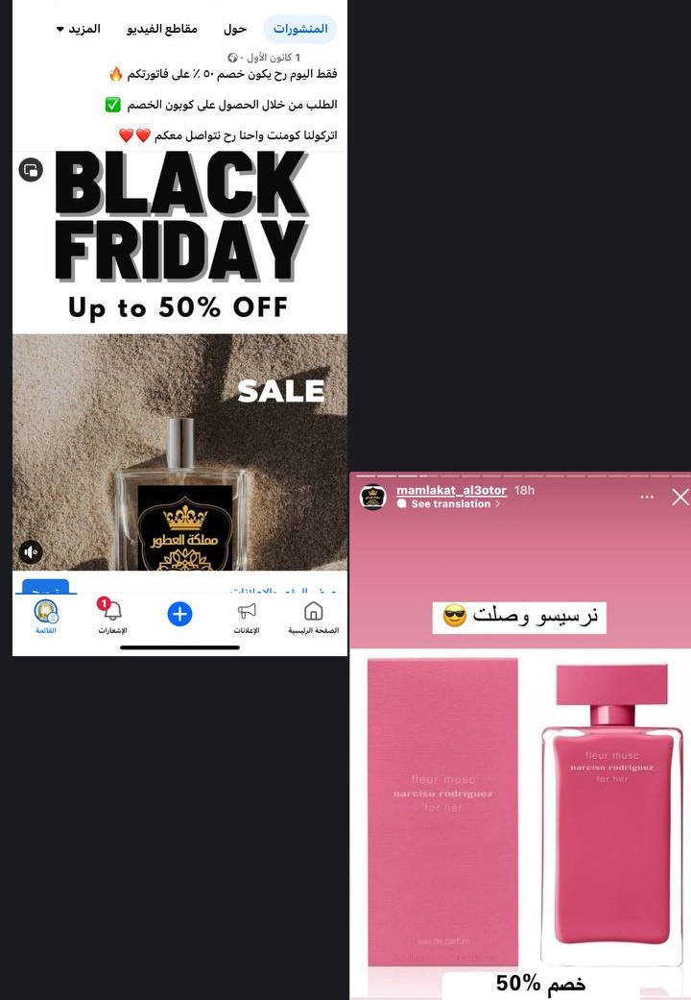 المنشورات
حول
مقاطع الفيديو
المزيد
1 كانون الأول
فقط اليوم رح يكون خصم ٥٠ ٪ على فاتورتكم 🔥
الطلب من خلال الحصول على كوبون الخصم ✅
اتركولنا كومنت واحنا رح نتواصل معكم ❤️❤️
BLACK
FRIDAY
Up to 50% OFF
SALE
مملكة العطور
1
الصفحة الرئيسية
الإعلانات
الإشعارات
القائمة
mamlakat_al3otor 18h
See translation
نرسيسو وصلت 😎
fleur musc
narciso rodriguez
for her
eau de parfum
fleur musc
narciso rodriguez
for her
خصم 50%